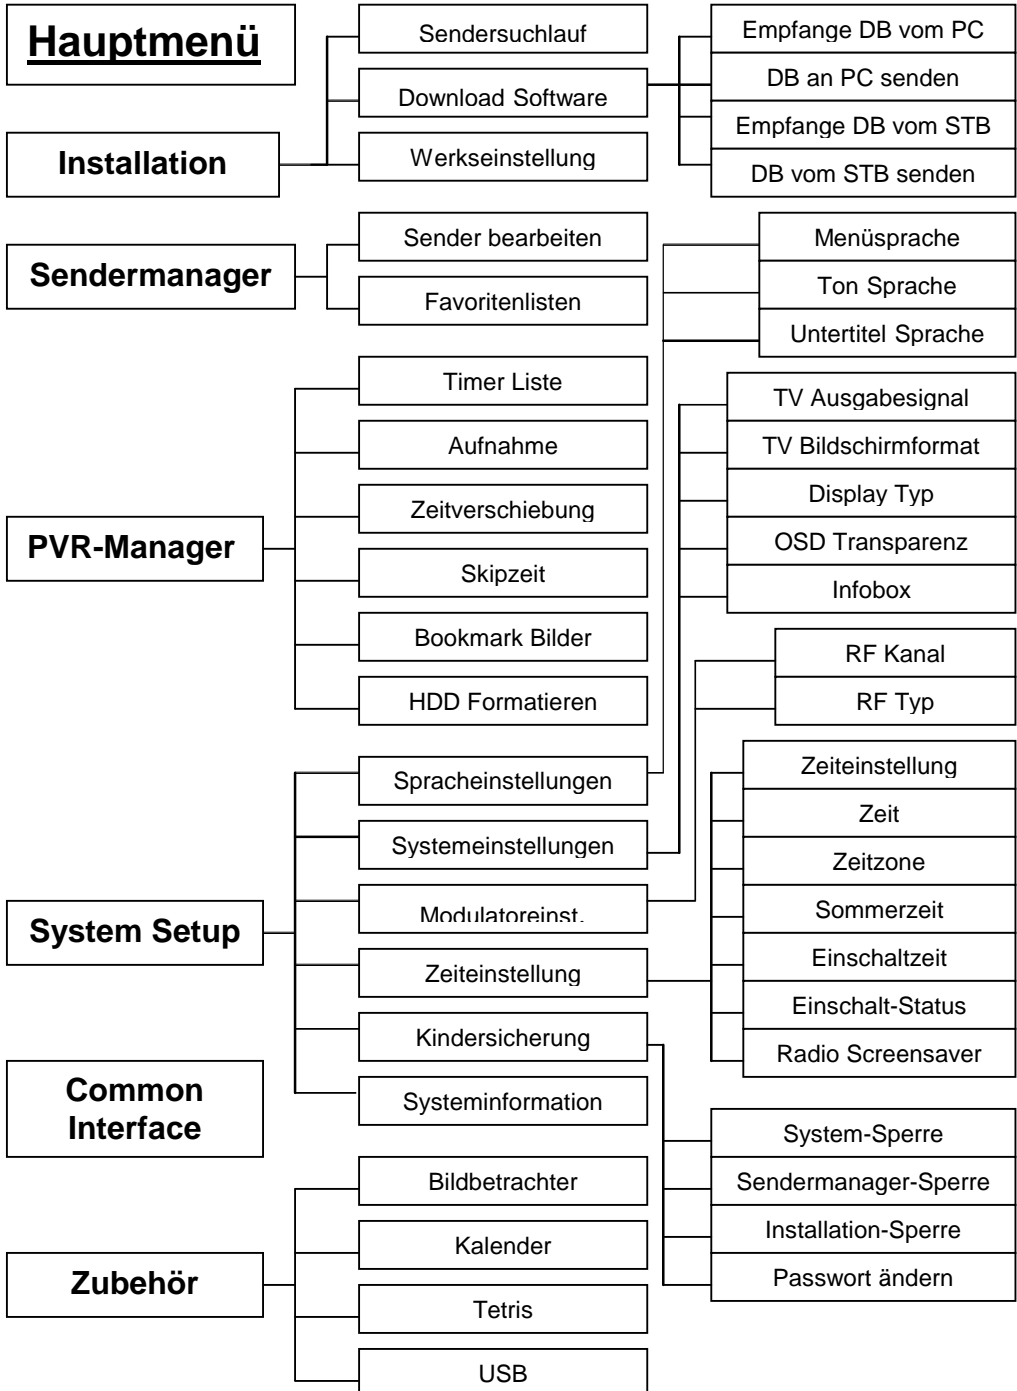 Hauptmenü
Installation
Sendersuchlauf
Download Software
Empfange DB vom PC
DB an PC senden
Empfange DB vom STB
DB vom STB senden
Werkseinstellung
Sendermanager
Sender bearbeiten
Favoritenlisten
PVR-Manager
Timer Liste
Aufnahme
Zeitverschiebung
Skipzeit
Bookmark Bilder
HDD Formatieren
System Setup
Spracheinstellungen
Menüsprache
Ton Sprache
Untertitel Sprache
Systemeinstellungen
TV Ausgabesignal
TV Bildschirmformat
Display Typ
OSD Transparenz
Infobox
Modulatoreinst.
RF Kanal
RF Typ
Zeiteinstellung
Zeiteinstellung
Zeit
Zeitzone
Sommerzeit
Einschaltzeit
Einschalt-Status
Radio Screensaver
Kindersicherung
System-Sperre
Sendermanager-Sperre
Installation-Sperre
Passwort ändern
Systeminformation
Common
Interface
Zubehör
Bildbetrachter
Kalender
Tetris
USB